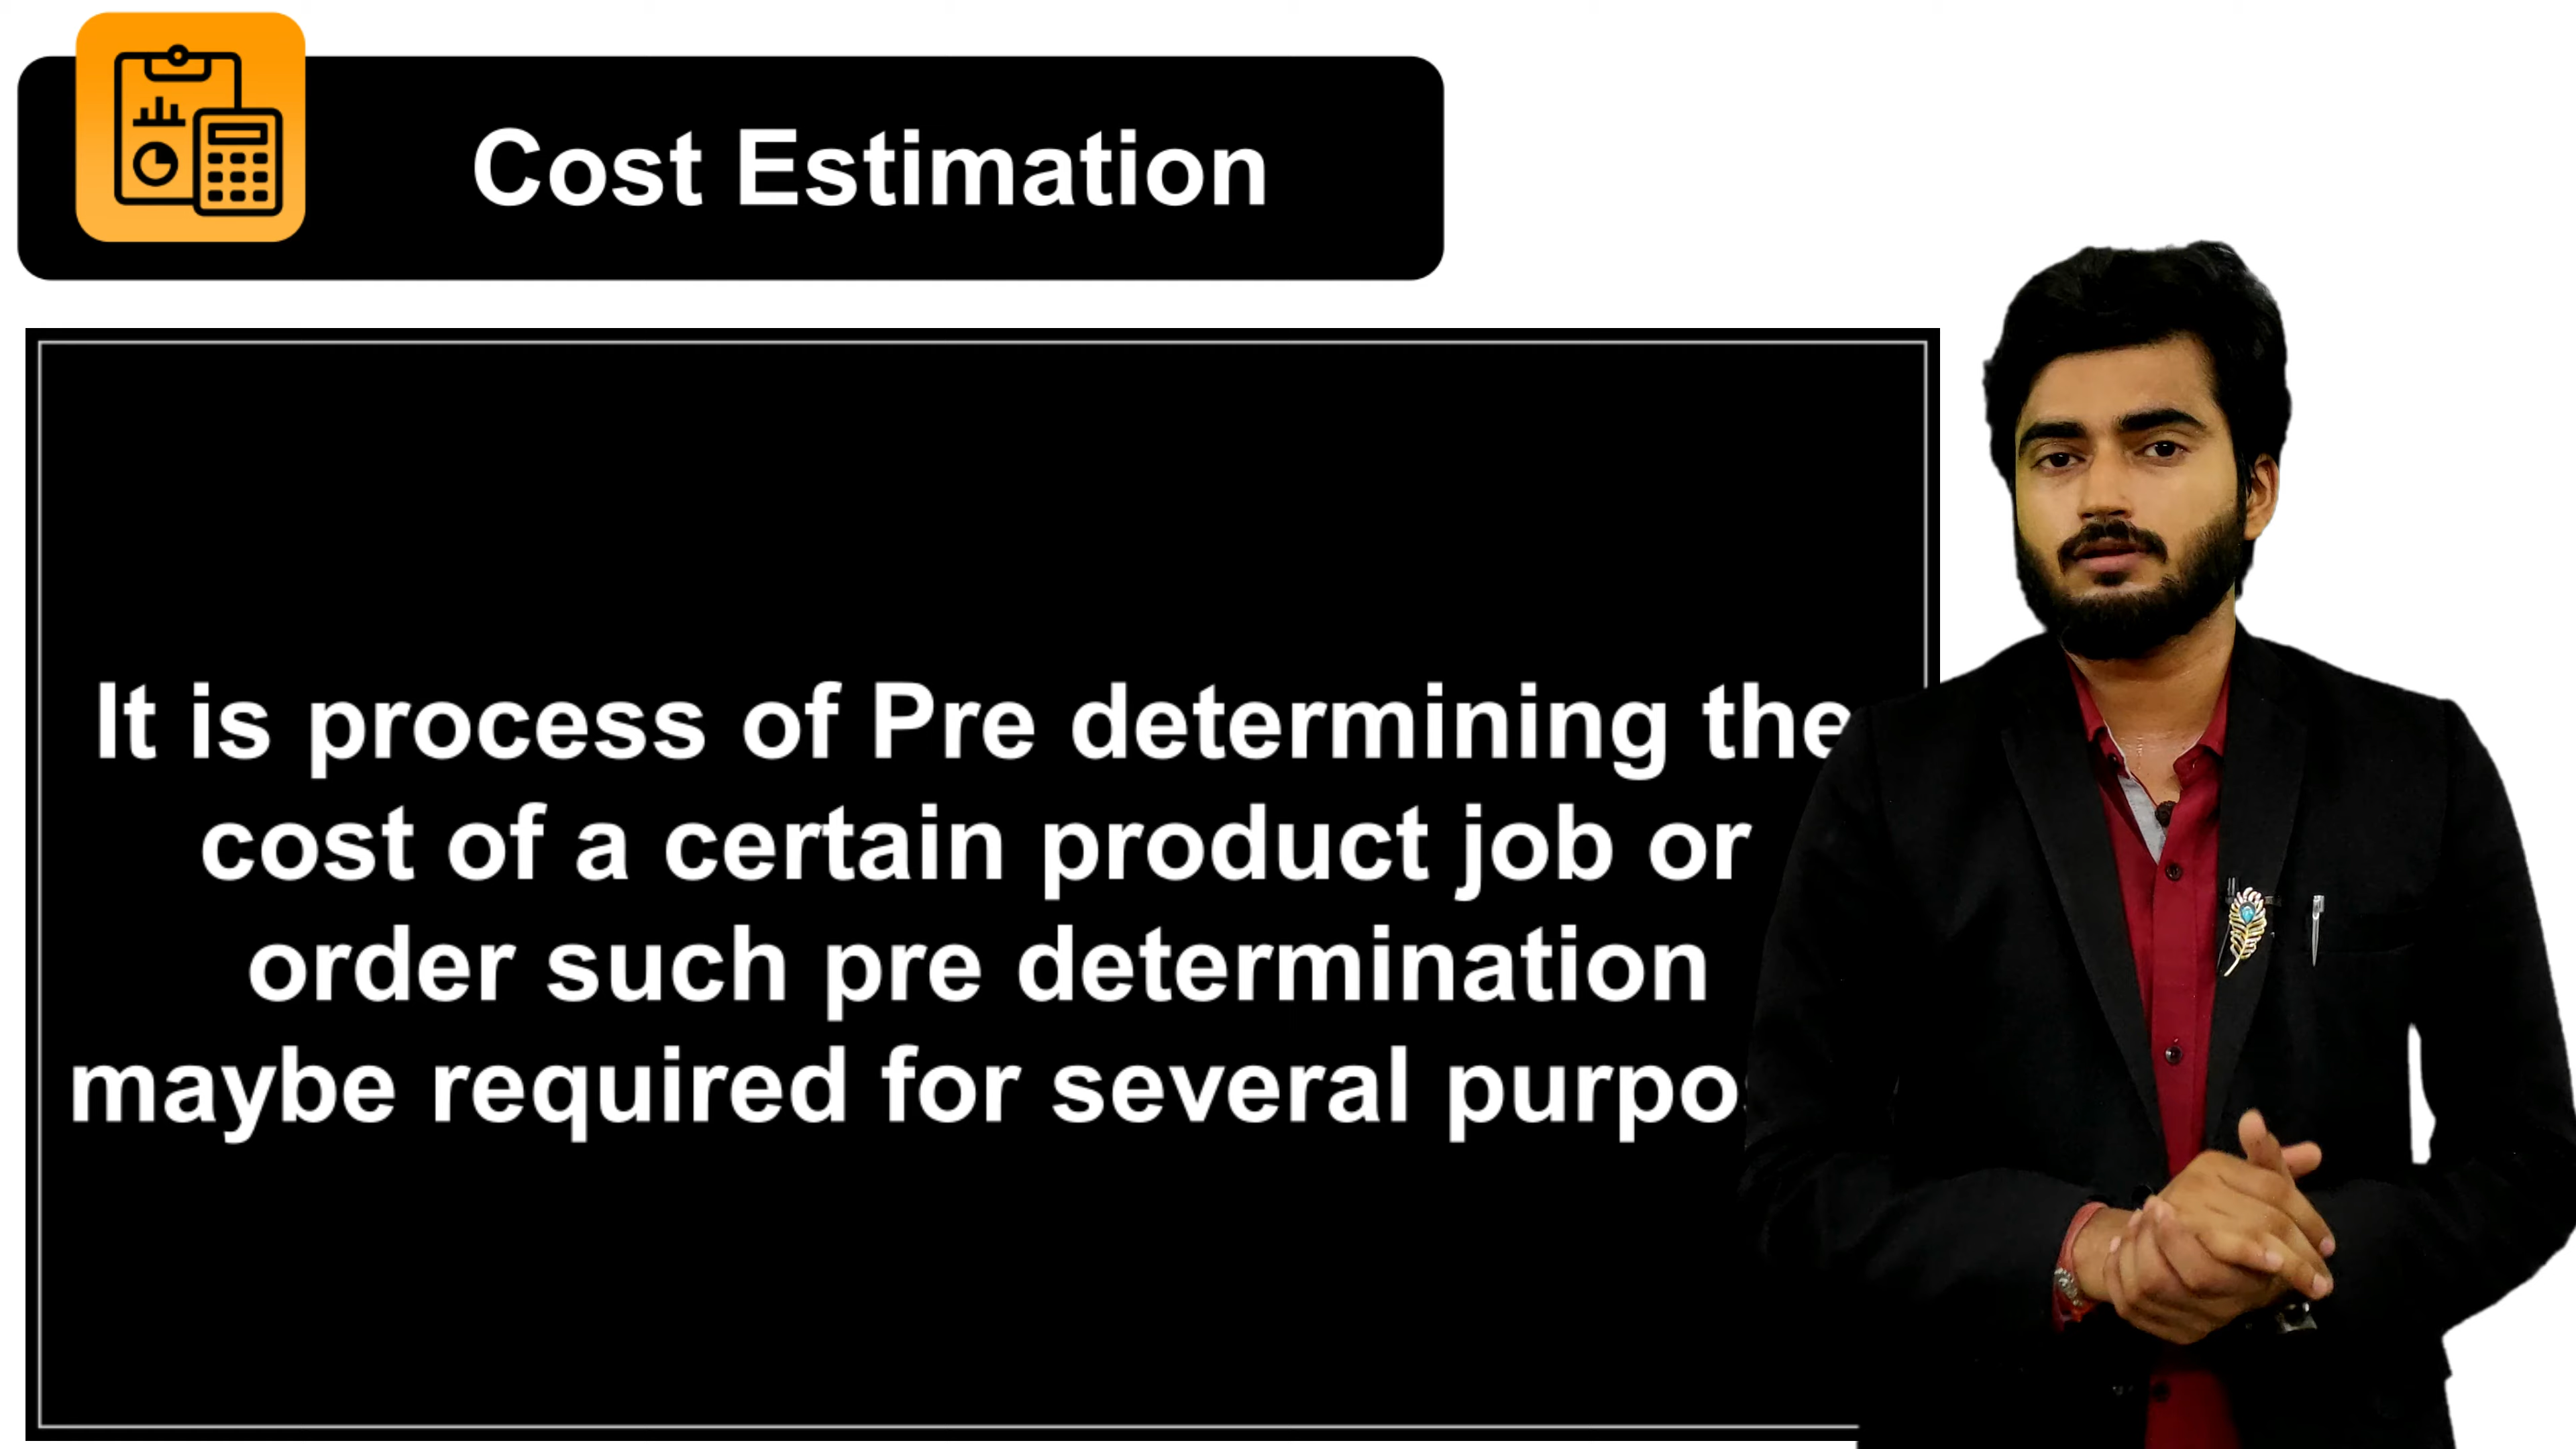 Cost Estimation
It is process of Pre determining the
cost of a certain product job or
order such pre determination
maybe required for several